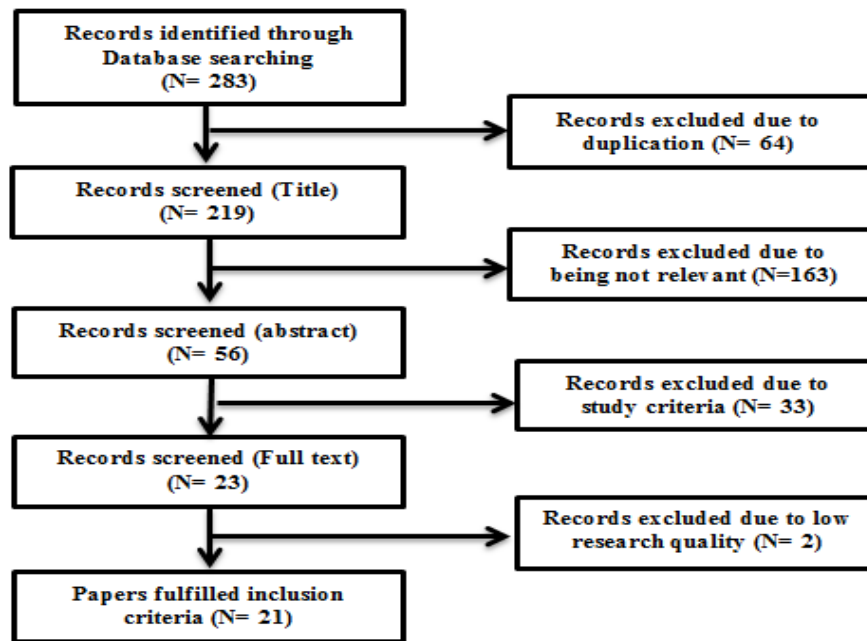 Records identified through
Database searching
(N= 283)
Records excluded due to
duplication (N= 64)
Records screened (Title)
(N= 219)
Records excluded due to
being not relevant (N=163)
Records screened (abstract)
(N= 56)
Records excluded due to
study criteria (N= 33)
Records screened (Full text)
(N= 23)
Records excluded due to low
research quality (N= 2)
Papers fulfilled inclusion
criteria (N= 21)